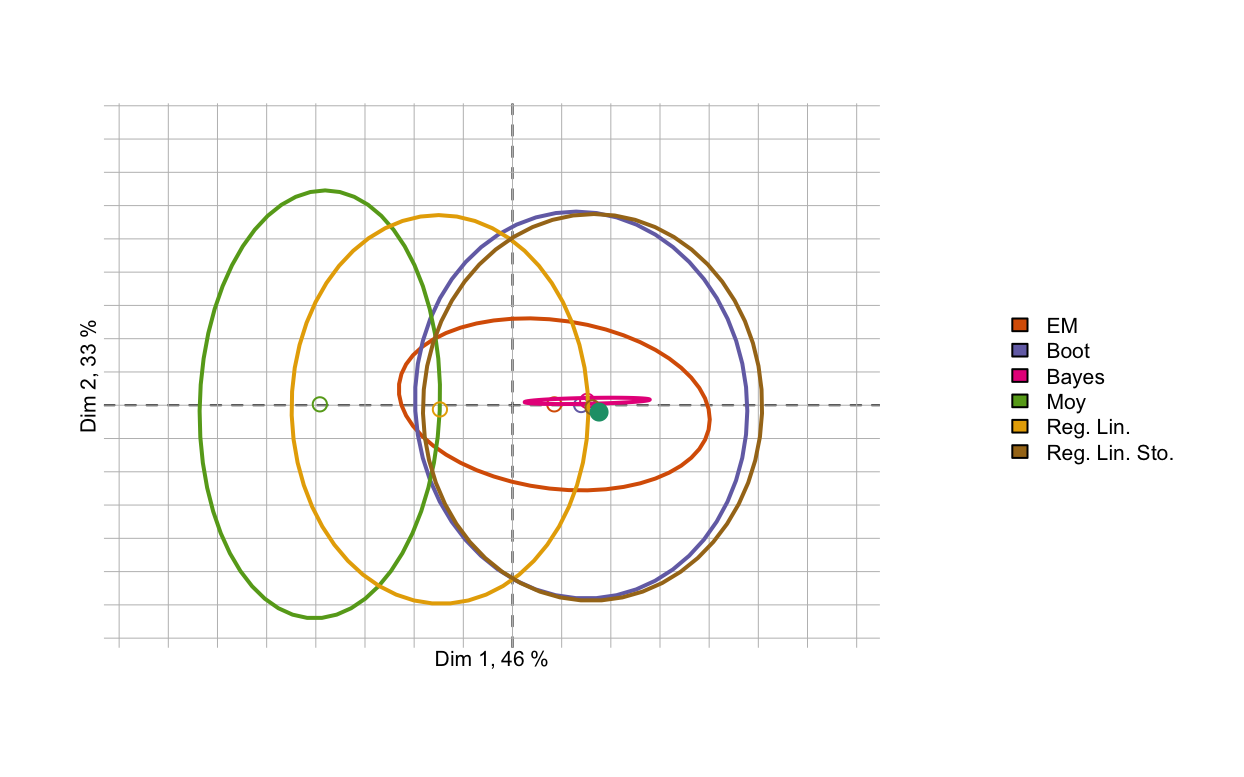 Dim 2, 33 %
Dim 1, 46 %
EM
Boot
Bayes
Moy
Reg. Lin.
Reg. Lin. Sto.